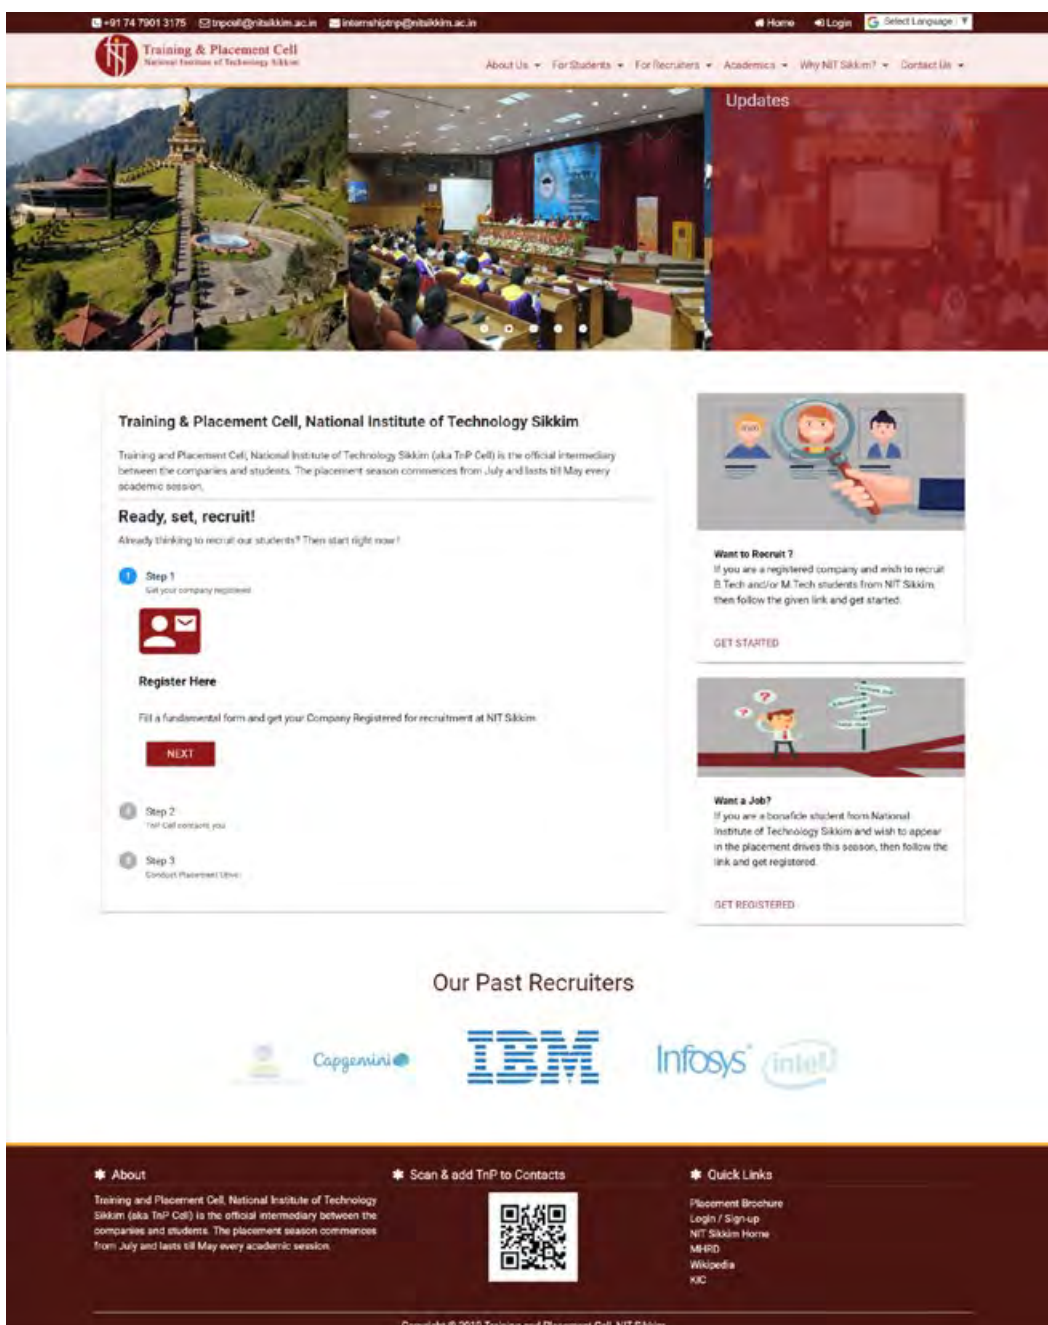 +91 74 7901 3175 tnpcell@nitsikkim.ac.in internshiptnp@nitsikkim.ac.in Home Login Select Language ▼
Training & Placement Cell
National Institute of Technology Sikkim
About Us For Students For Recruiters Academics Why NIT Sikkim? Contact Us
Updates
Training & Placement Cell, National Institute of Technology Sikkim
Training and Placement Cell, National Institute of Technology Sikkim (aka TnP Cell) is the official intermediary
between the companies and students. The placement season commences from July and lasts till May every
academic session.
Ready, set, recruit!
Already thinking to recruit our students? Then start right now!
1 Step 1
Get your company registered
Register Here
Fill a fundamental form and get your Company Registered for recruitment at NIT Sikkim
NEXT
2 Step 2
TnP Cell contacts you
3 Step 3
Conduct Placement Drive
Want to Recruit ?
If you are a registered company and wish to recruit
B.Tech and/or M.Tech students from NIT Sikkim,
then follow the given link and get started.
GET STARTED
Want a Job?
If you are a bonafide student from National
Institute of Technology Sikkim and wish to appear
in the placement drives this season, then follow the
link and get registered.
GET REGISTERED
Our Past Recruiters
Capgemini IBM Infosys intel
About
Training and Placement Cell, National Institute of Technology
Sikkim (aka TnP Cell) is the official intermediary between the
companies and students. The placement season commences
from July and lasts till May every academic session.
Scan & add TnP to Contacts
Quick Links
Placement Brochure
Login / Sign-up
NIT Sikkim Home
MHRD
Wikipedia
KIC